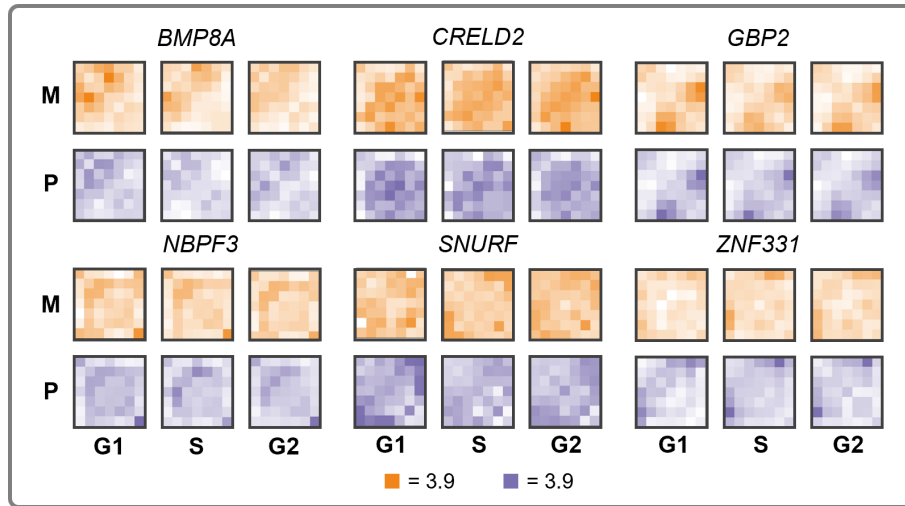 BMP8A CRELD2 GBP2
M
P
NBPF3 SNURF ZNF331
M
P
G1 S G2 G1 S G2 G1 S G2
= 3.9 = 3.9